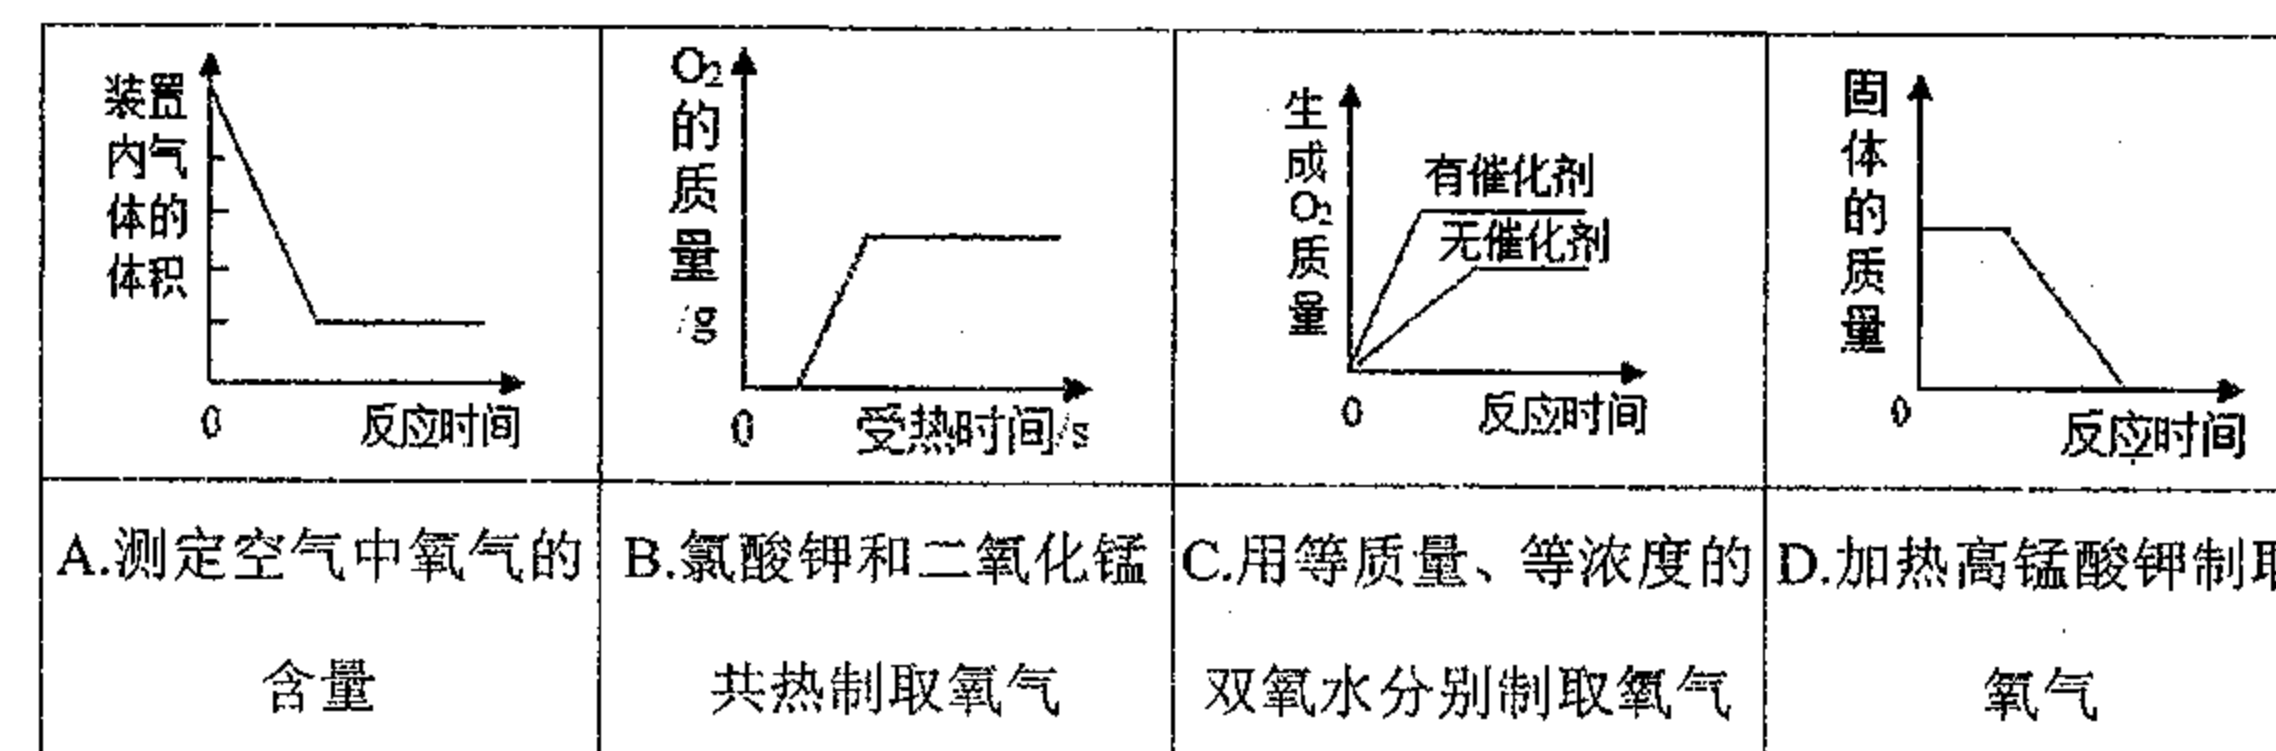 装置
内气
体的
体积
0
反应时间
O₂
的
质
量
/g
0
受热时间/s
生
成
O₂
质
量
有催化剂
无催化剂
0
反应时间
固
体
的
质
量
0
反应时间
A.测定空气中氧气的
含量
B.氯酸钾和二氧化锰
共热制取氧气
C.用等质量、等浓度的
双氧水分别制取氧气
D.加热高锰酸钾制取
氧气